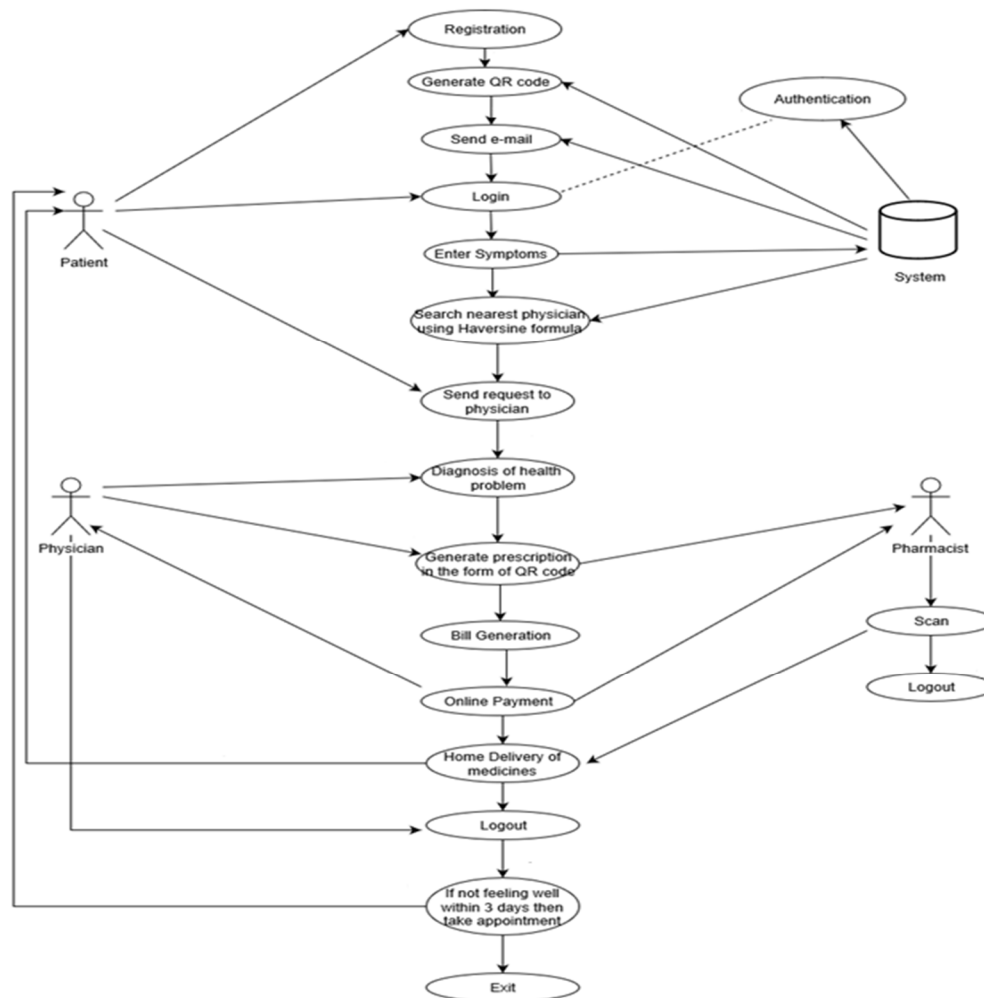 Registration
Generate QR code
Authentication
Send e-mail
Login
Patient
Enter Symptoms
System
Search nearest physician
using Haversine formula
Send request to
physician
Diagnosis of health
problem
Physician
Pharmacist
Generate prescription
in the form of QR code
Bill Generation
Scan
Online Payment
Logout
Home Delivery of
medicines
Logout
If not feeling well
within 3 days then
take appointment
Exit